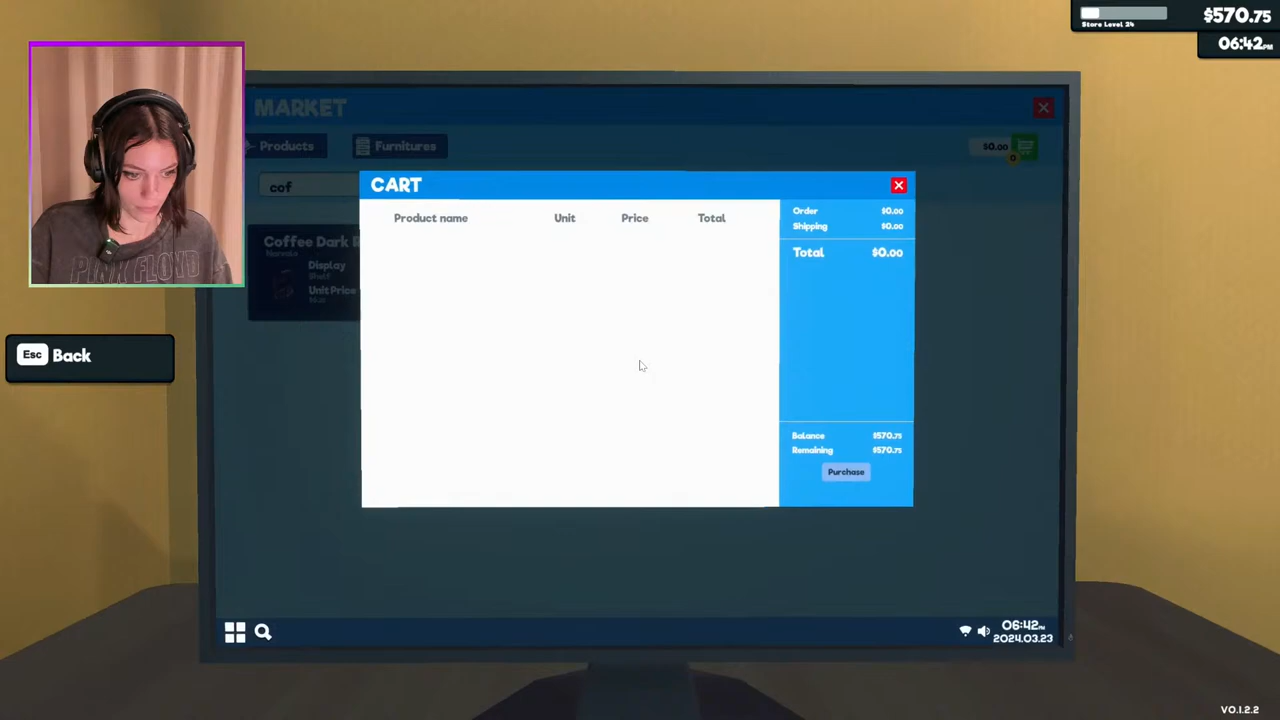 $570.75
Store Level 24
06:42PM
MARKET
Products
Furnitures
$0.00
0
cof
CART
Product name Unit Price Total
Order $0.00
Shipping $0.00
Total $0.00
Coffee Dark R
Display
Shelf
Unit Price
PINK FLOYD
Esc Back
Balance $570.75
Remaining $570.75
Purchase
06:42PM
2024.03.23
V0.1.2.2